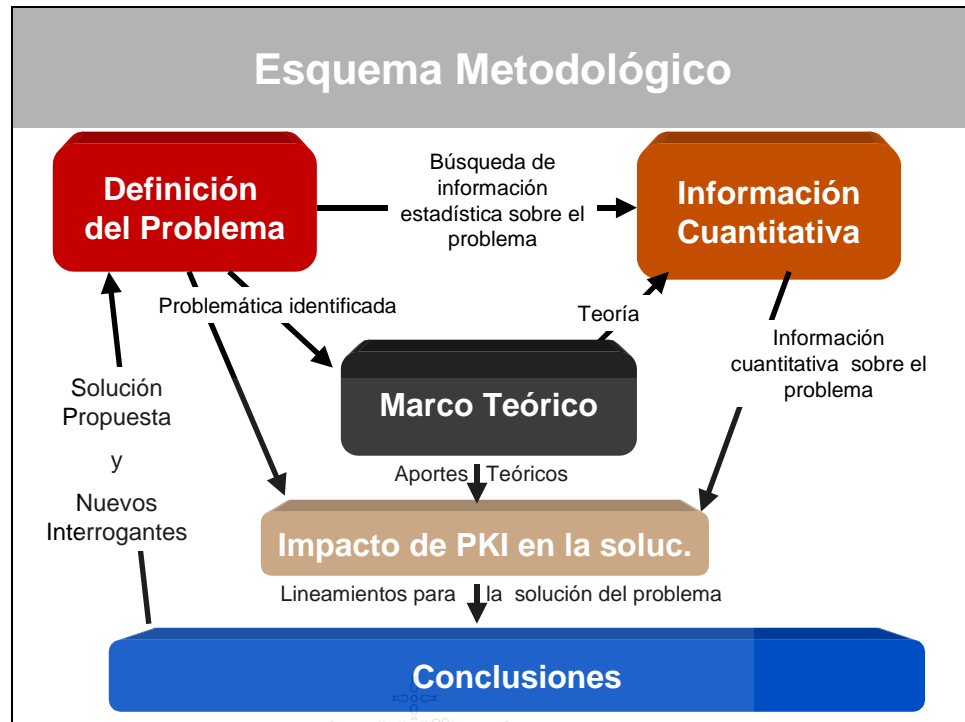 Esquema Metodológico
Definición
del Problema
Búsqueda de
información
estadística sobre el
problema
Información
Cuantitativa
Problemática identificada
Teoría
Información
cuantitativa sobre el
problema
Marco Teórico
Solución
Propuesta
y
Nuevos
Interrogantes
Aportes Teóricos
Impacto de PKI en la soluc.
Lineamientos para la solución del problema
Conclusiones